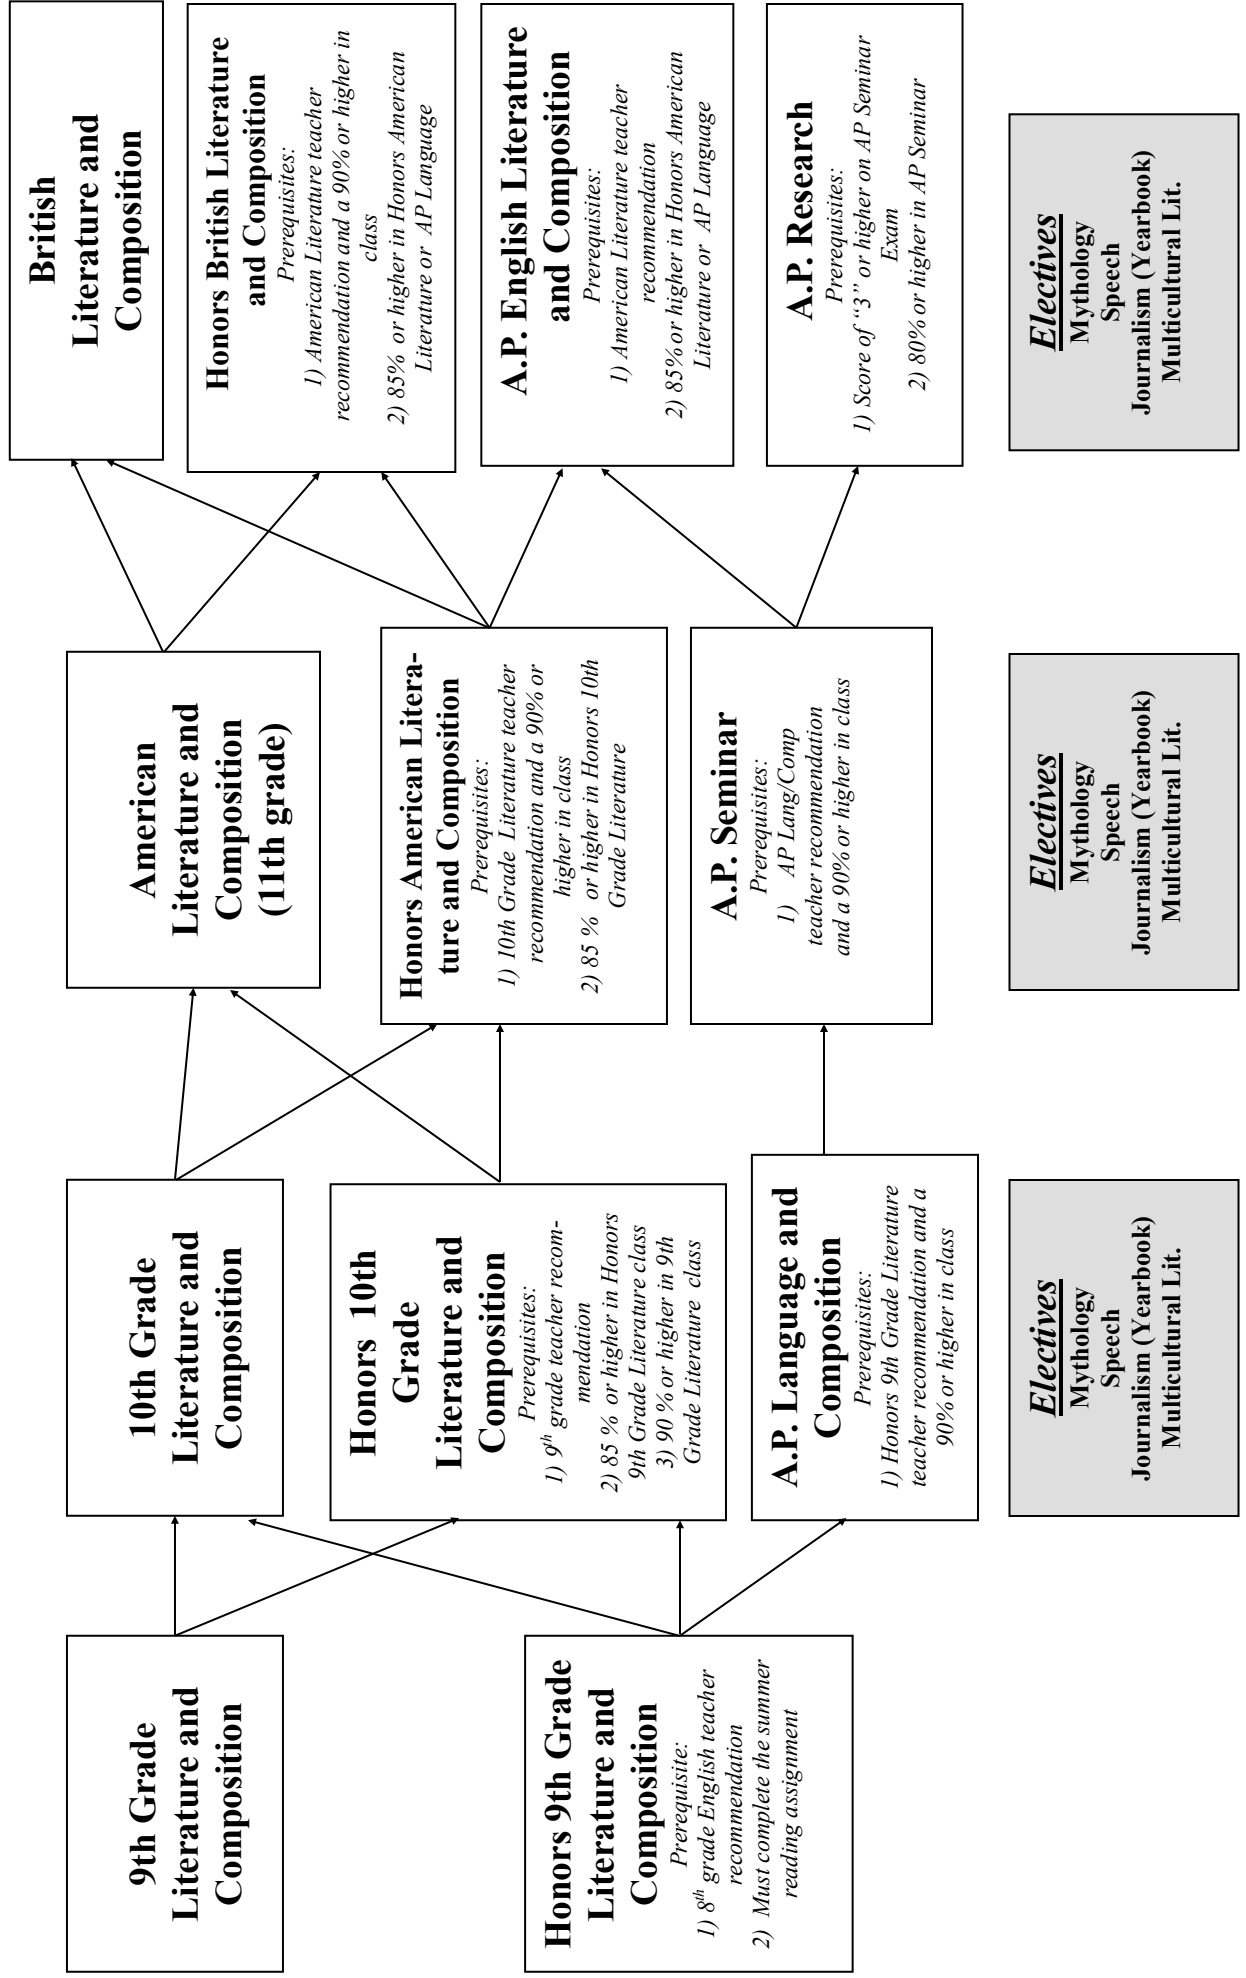 9th Grade
Literature and
Composition
Honors 9th Grade
Literature and
Composition
Prerequisite:
1) 8th grade English teacher
recommendation
2) Must complete the summer
reading assignment
10th Grade
Literature and
Composition
Honors 10th
Grade
Literature and
Composition
Prerequisites:
1) 9th grade teacher recom-
mendation
2) 85 % or higher in Honors
9th Grade Literature class
3) 90 % or higher in 9th
Grade Literature class
A.P. Language and
Composition
Prerequisites:
1) Honors 9th Grade Literature
teacher recommendation and a
90% or higher in class
Electives
Mythology
Speech
Journalism (Yearbook)
Multicultural Lit.
American
Literature and
Composition
(11th grade)
Honors American Litera-
ture and Composition
Prerequisites:
1) 10th Grade Literature teacher
recommendation and a 90% or
higher in class
2) 85 % or higher in Honors 10th
Grade Literature
A.P. Seminar
Prerequisites:
1) AP Lang/Comp
teacher recommendation
and a 90% or higher in class
Electives
Mythology
Speech
Journalism (Yearbook)
Multicultural Lit.
British
Literature and
Composition
Honors British Literature
and Composition
Prerequisites:
1) American Literature teacher
recommendation and a 90% or higher in
class
2) 85% or higher in Honors American
Literature or AP Language
A.P. English Literature
and Composition
Prerequisites:
1) American Literature teacher
recommendation
2) 85% or higher in Honors American
Literature or AP Language
A.P. Research
Prerequisites:
1) Score of “3” or higher on AP Seminar
Exam
2) 80% or higher in AP Seminar
Electives
Mythology
Speech
Journalism (Yearbook)
Multicultural Lit.